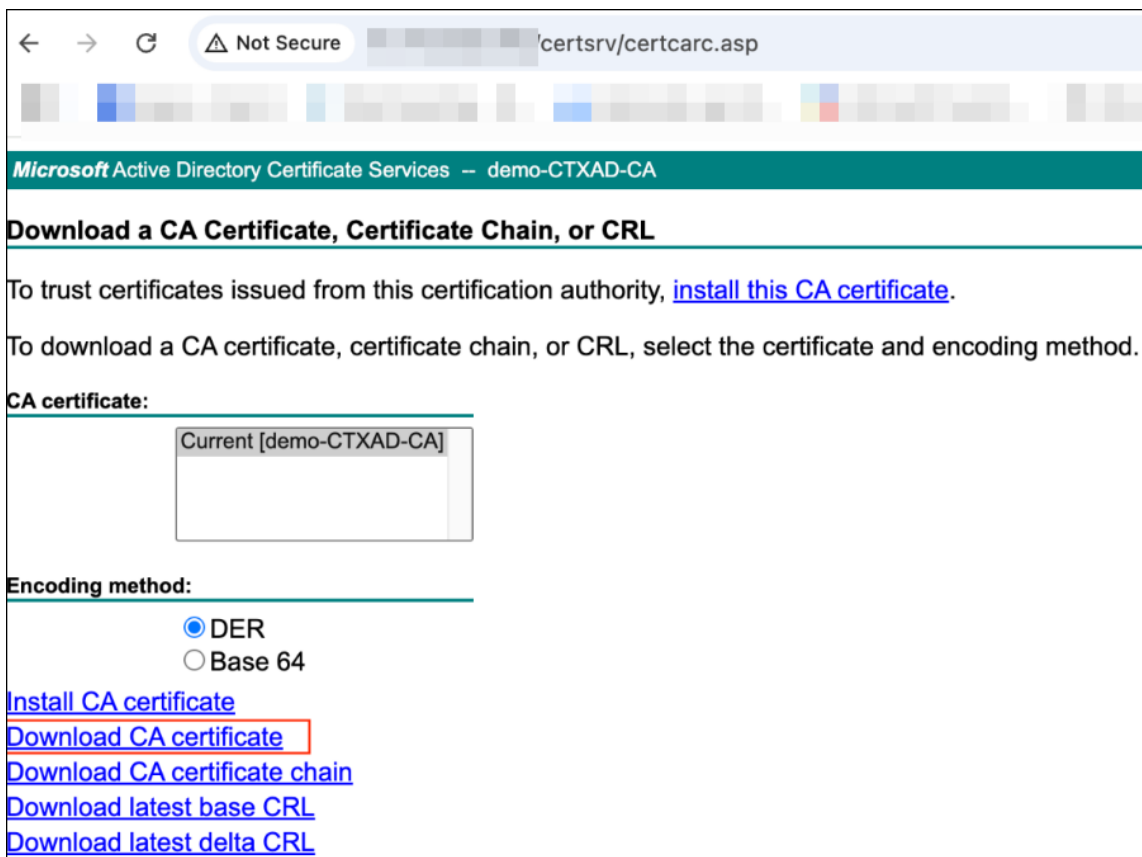 Not Secure /certsrv/certcarc.asp
Microsoft Active Directory Certificate Services -- demo-CTXAD-CA
Download a CA Certificate, Certificate Chain, or CRL
To trust certificates issued from this certification authority, install this CA certificate.
To download a CA certificate, certificate chain, or CRL, select the certificate and encoding method.
CA certificate:
Current [demo-CTXAD-CA]
Encoding method:
DER
Base 64
Install CA certificate
Download CA certificate
Download CA certificate chain
Download latest base CRL
Download latest delta CRL